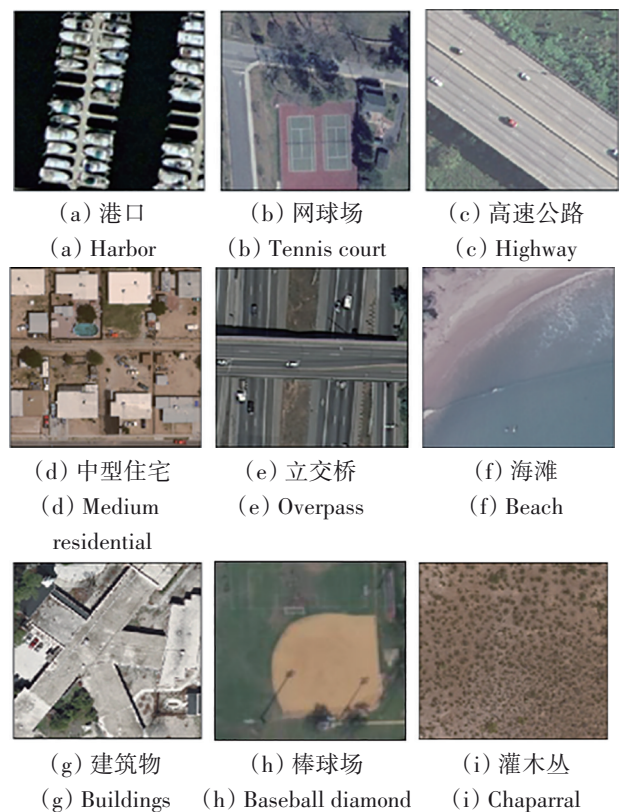 (a) 港口 (b) 网球场 (c) 高速公路
(a) Harbor (b) Tennis court (c) Highway
(d) 中型住宅 (e) 立交桥 (f) 海滩
(d) Medium (e) Overpass (f) Beach
residential
(g) 建筑物 (h) 棒球场 (i) 灌木丛
(g) Buildings (h) Baseball diamond (i) Chaparral